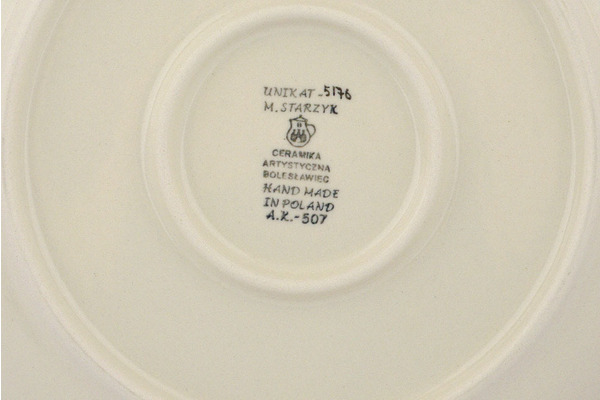 UNIKAT-5176
M. STARZYK
CERAMIKA
ARTYSTYCZNA
BOLESŁAWIEC
HAND MADE
IN POLAND
A.K.-507